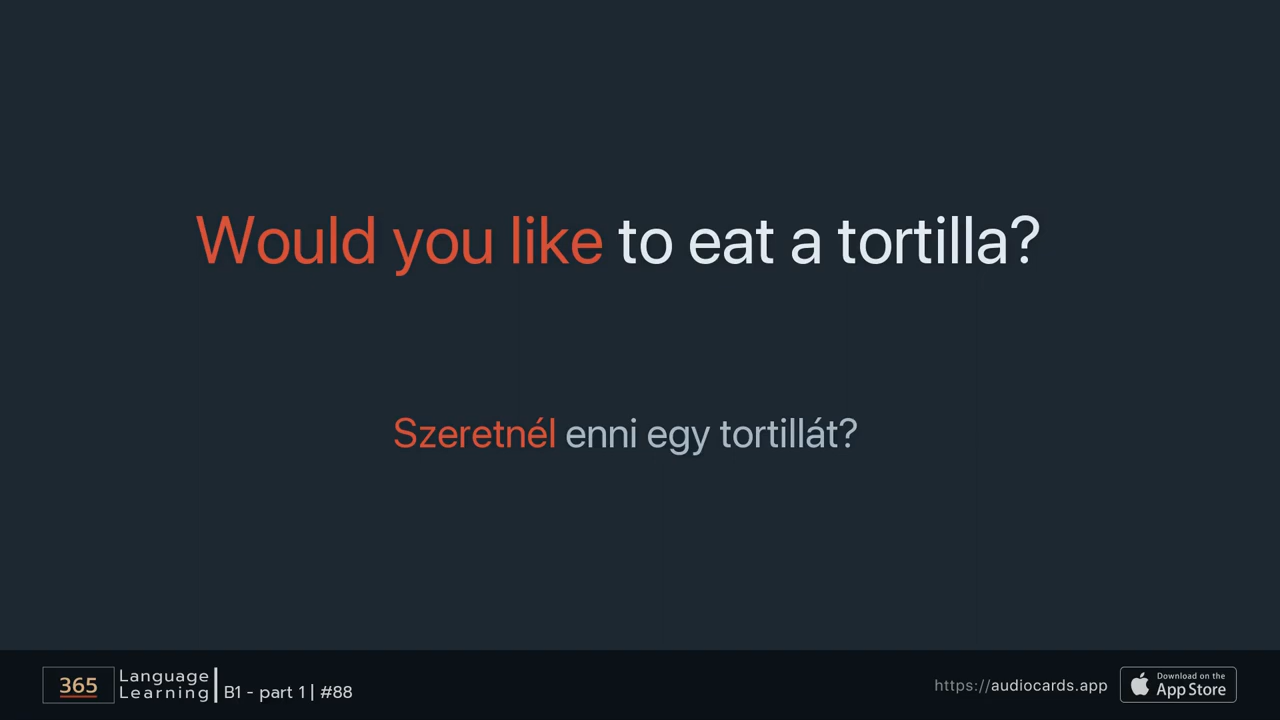 Would you like to eat a tortilla?
Szeretnél enni egy tortillát?
365
Language
Learning
B1 - part 1 | #88
https://audiocards.app
Download on the
App Store